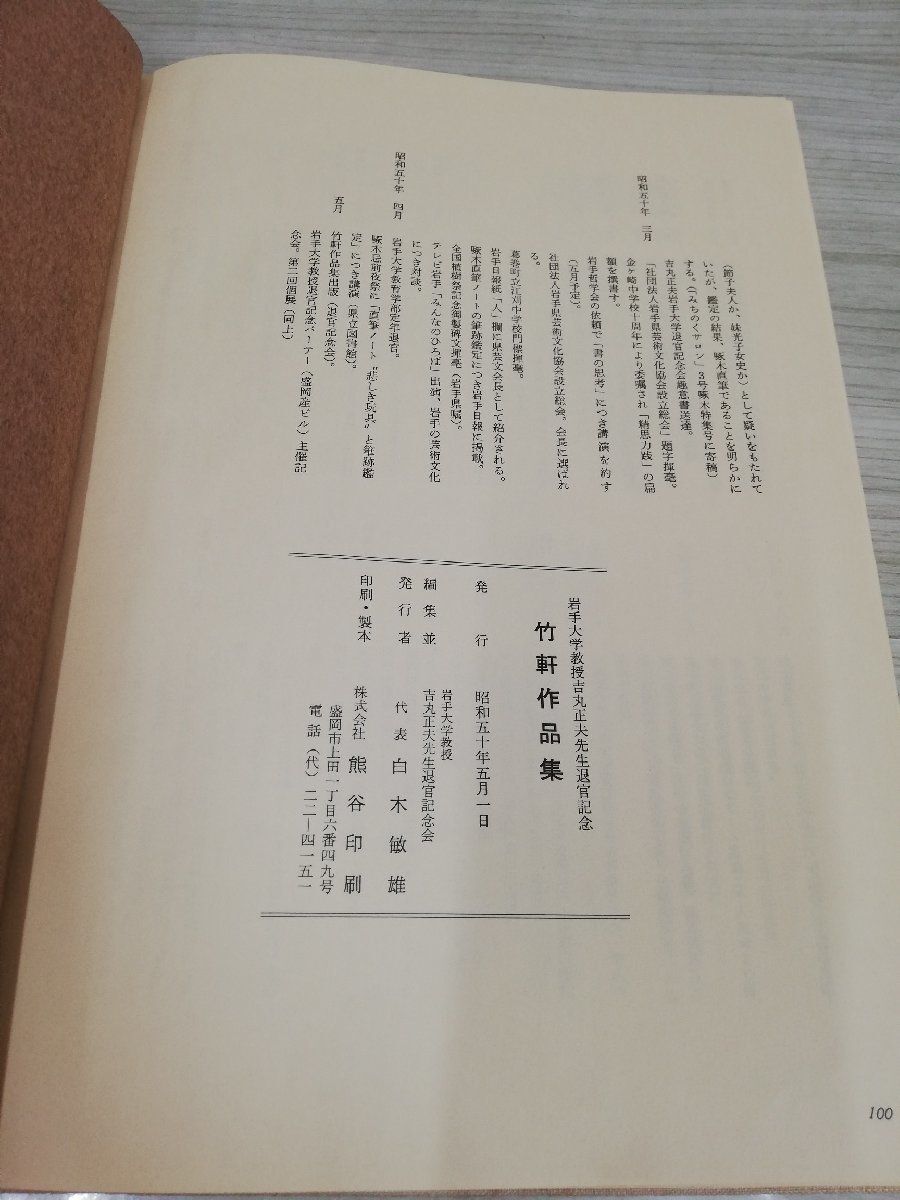 (節子夫人か、妹光子女史か)として疑いをもたれて
いたが、鑑定の結果、啄木直筆であることを明らかに
する。(「みちのくサロン」3号啄木特集号に寄稿)
昭和五十年 三月
吉丸正夫岩手大学退官記念会趣意書送達。
「社団法人岩手県芸術文化協会設立総会」題字揮毫。
金ヶ崎中学校十周年により委嘱され「精思力践」の扁
額を撰書す。
岩手哲学会の依頼で「書の思考」につき講演を約す
(五月予定)。
社団法人岩手県芸術文化協会設立総会。会長に選ばれ
る。
葛巻町立江刈中学校門標揮毫。
岩手日報紙「人」欄に県芸文会長として紹介される。
啄木直筆ノートの筆跡鑑定につき岩手日報に掲載。
全国植樹祭記念御製碑文揮毫(岩手県嘱)。
テレビ岩手「みんなのひろば」出演、岩手の芸術文化
につき対談。
昭和五十年 四月
岩手大学教育学部定年退官。
啄木忌前夜祭に「直筆ノート〝悲しき玩具〟と筆跡鑑
定」につき講演(県立図書館)。
五月
竹軒作品集出版(退官記念会)。
岩手大学教授退官記念パーテー(盛岡産ビル)主催記
念会。第二回個展(同上)
岩手大学教授吉丸正夫先生退官記念
竹軒作品集
発行 昭和五十年五月一日
編集並
発行者
岩手大学教授
吉丸正夫先生退官記念会
代表 白木敏雄
印刷・製本 株式会社 熊谷印刷
盛岡市上田一丁目六番四九号
電話(代)二二―四一五一
100